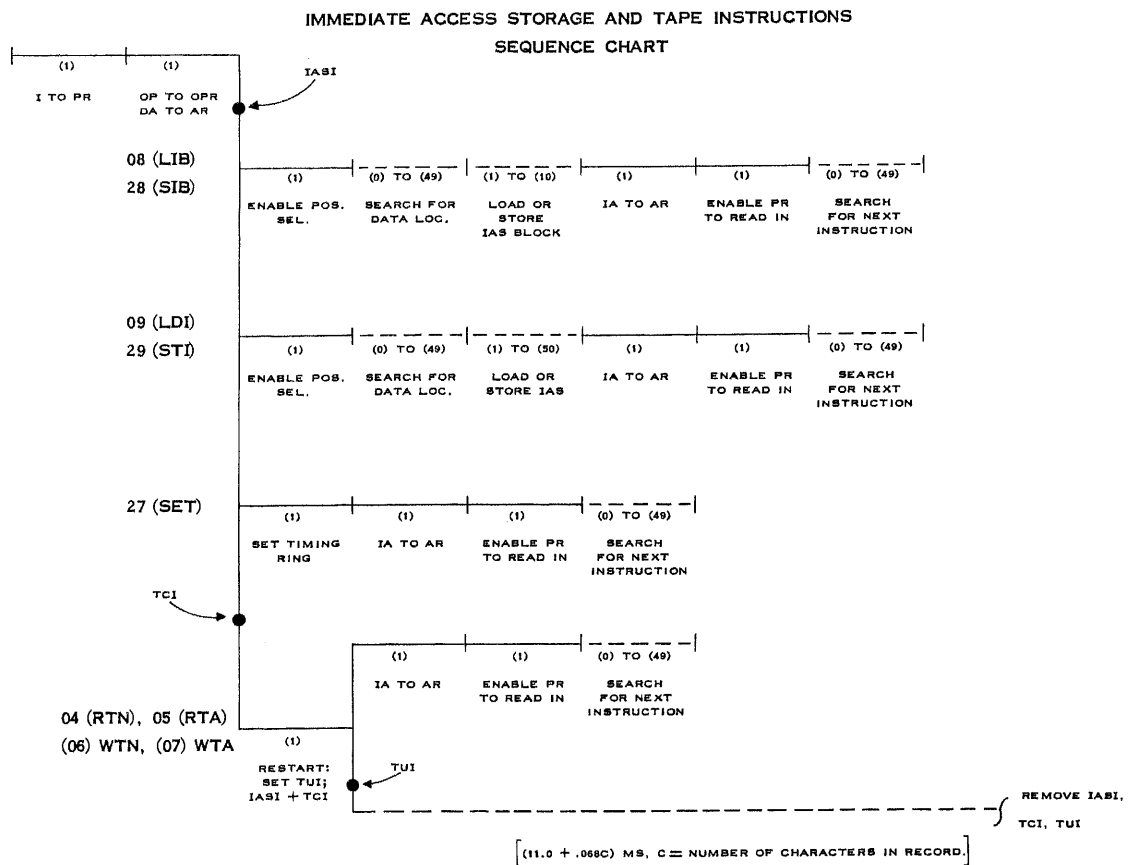 IMMEDIATE ACCESS STORAGE AND TAPE INSTRUCTIONS
SEQUENCE CHART
(1) (1)
I TO PR
OP TO OPR
DA TO AR
IASI
08 (LIB)
28 (SIB)
(1) (0) TO (49) (1) TO (10) (1) (1) (0) TO (49)
ENABLE POS.
SEL.
SEARCH FOR
DATA LOC.
LOAD OR
STORE
IAS BLOCK
IA TO AR
ENABLE PR
TO READ IN
SEARCH
FOR NEXT
INSTRUCTION
09 (LDI)
29 (STI)
(1) (0) TO (49) (1) TO (50) (1) (1) (0) TO (49)
ENABLE POS.
SEL.
SEARCH FOR
DATA LOC.
LOAD OR
STORE IAS
IA TO AR
ENABLE PR
TO READ IN
SEARCH
FOR NEXT
INSTRUCTION
27 (SET)
(1) (1) (1) (0) TO (49)
SET TIMING
RING
IA TO AR
ENABLE PR
TO READ IN
SEARCH
FOR NEXT
INSTRUCTION
TCI
(1) (1) (0) TO (49)
IA TO AR
ENABLE PR
TO READ IN
SEARCH
FOR NEXT
INSTRUCTION
04 (RTN), 05 (RTA)
(06) WTN, (07) WTA
(1)
RESTART:
SET TUI;
IASI + TCI
TUI
REMOVE IASI,
TCI, TUI
[(11.0 + .068C) MS, C = NUMBER OF CHARACTERS IN RECORD.]